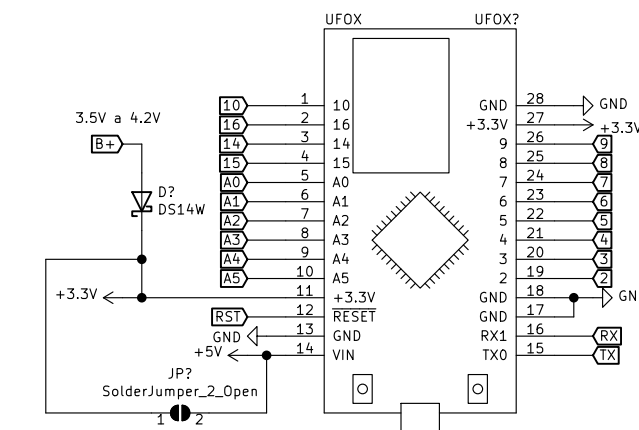 UFOX UFOX?
10 1 10 GND 28 GND
16 2 16 +3.3V 27 +3.3V
14 3 14 9 26 9
15 4 15 8 25 8
A0 5 A0 7 24 7
A1 6 A1 6 23 6
A2 7 A2 5 22 5
A3 8 A3 4 21 4
A4 9 A4 3 20 3
A5 10 A5 2 19 2
+3.3V 11 +3.3V GND 18 GN
RST 12 RESET GND 17
GND 13 GND RX1 16 RX
+5V 14 VIN TX0 15 TX
3.5V a 4.2V
B+
D?
DS14W
JP?
SolderJumper_2_Open
1 2